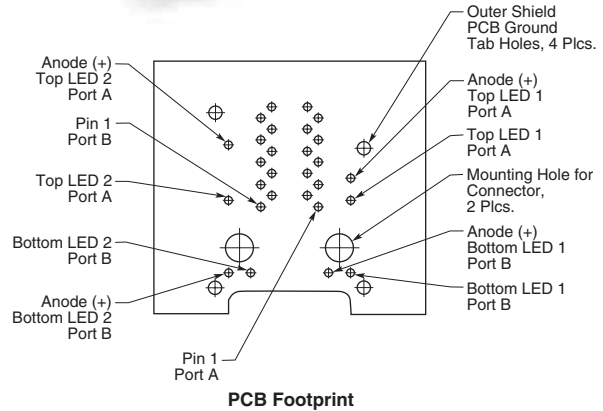 Outer Shield
PCB Ground
Tab Holes, 4 Plcs.
Anode (+)
Top LED 2
Port A
Anode (+)
Top LED 1
Port A
Pin 1
Port B
Top LED 1
Port A
Mounting Hole for
Connector,
2 Plcs.
Top LED 2
Port A
Anode (+)
Bottom LED 1
Port B
Bottom LED 2
Port B
Bottom LED 1
Port B
Anode (+)
Bottom LED 2
Port B
Pin 1
Port A
PCB Footprint